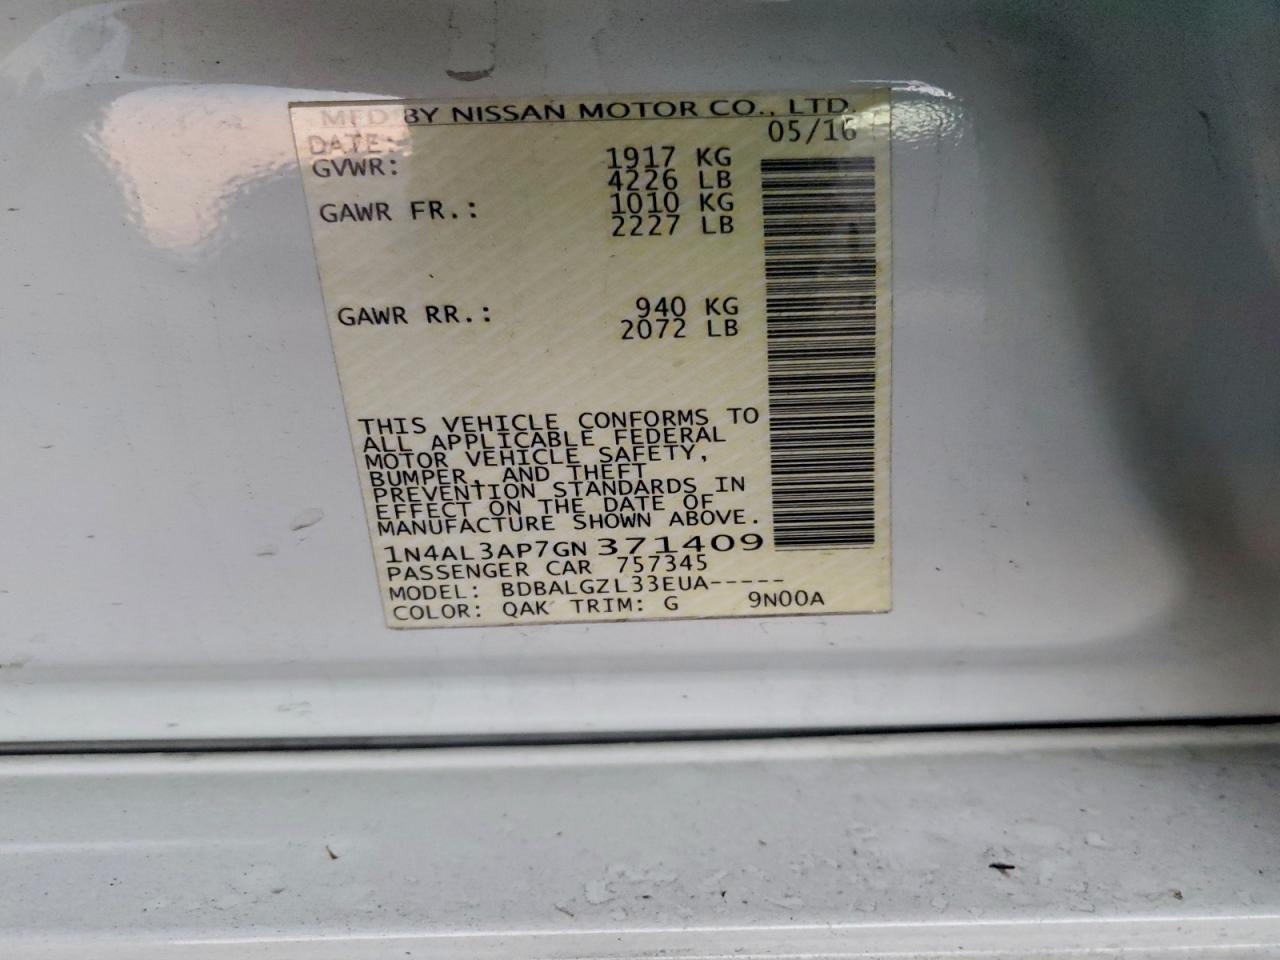 MFD BY NISSAN MOTOR CO., LTD.
DATE: 05/16
GVWR: 1917 KG
4226 LB
GAWR FR.: 1010 KG
2227 LB
GAWR RR.: 940 KG
2072 LB
THIS VEHICLE CONFORMS TO
ALL APPLICABLE FEDERAL
MOTOR VEHICLE SAFETY,
BUMPER, AND THEFT
PREVENTION STANDARDS IN
EFFECT ON THE DATE OF
MANUFACTURE SHOWN ABOVE.
1N4AL3AP7GN371409
PASSENGER CAR 757345
MODEL: BDBALGZL33EUA-----
COLOR: QAK TRIM: G 9N00A